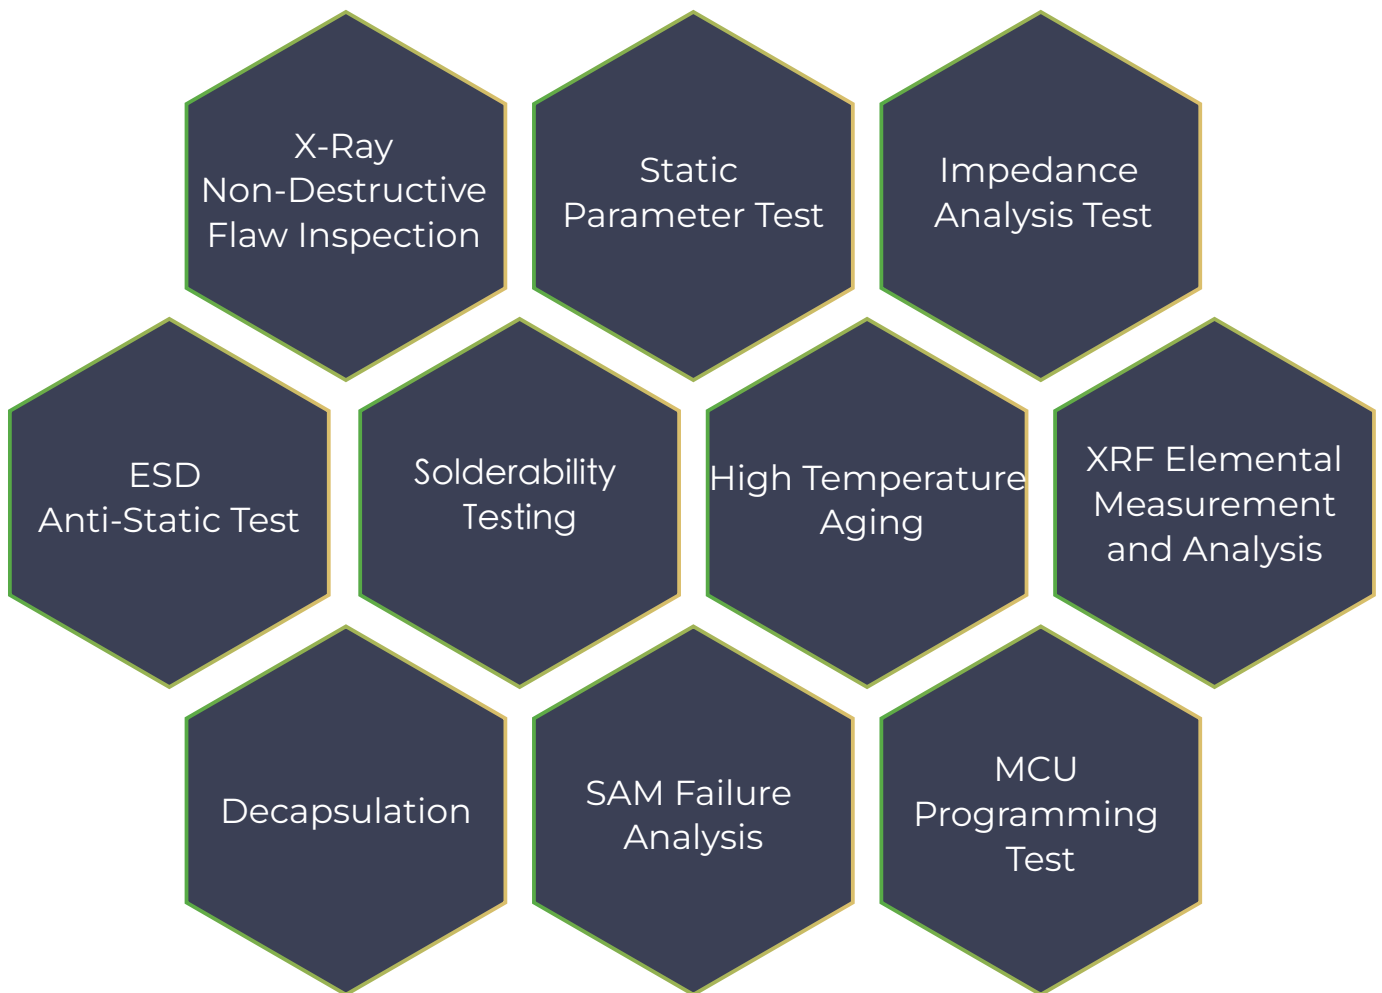 X-Ray
Non-Destructive
Flaw Inspection
Static
Parameter Test
Impedance
Analysis Test
ESD
Anti-Static Test
Solderability
Testing
High Temperature
Aging
XRF Elemental
Measurement
and Analysis
Decapsulation
SAM Failure
Analysis
MCU
Programming
Test